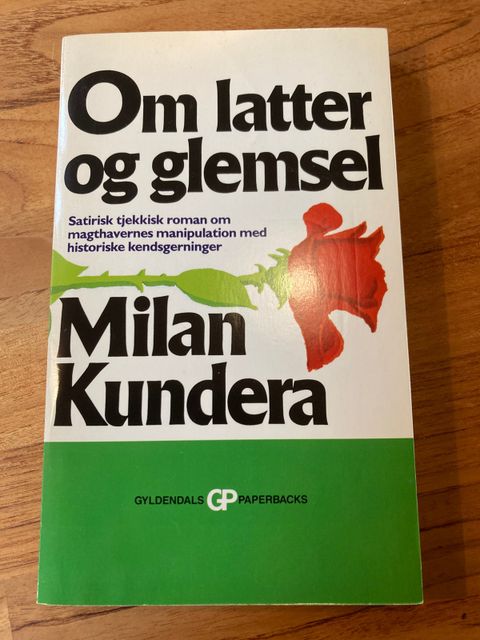 Om latter
og glemsel
Satirisk tjekkisk roman om
magthavernes manipulation med
historiske kendsgerninger
Milan
Kundera
GYLDENDALS GP PAPERBACKS